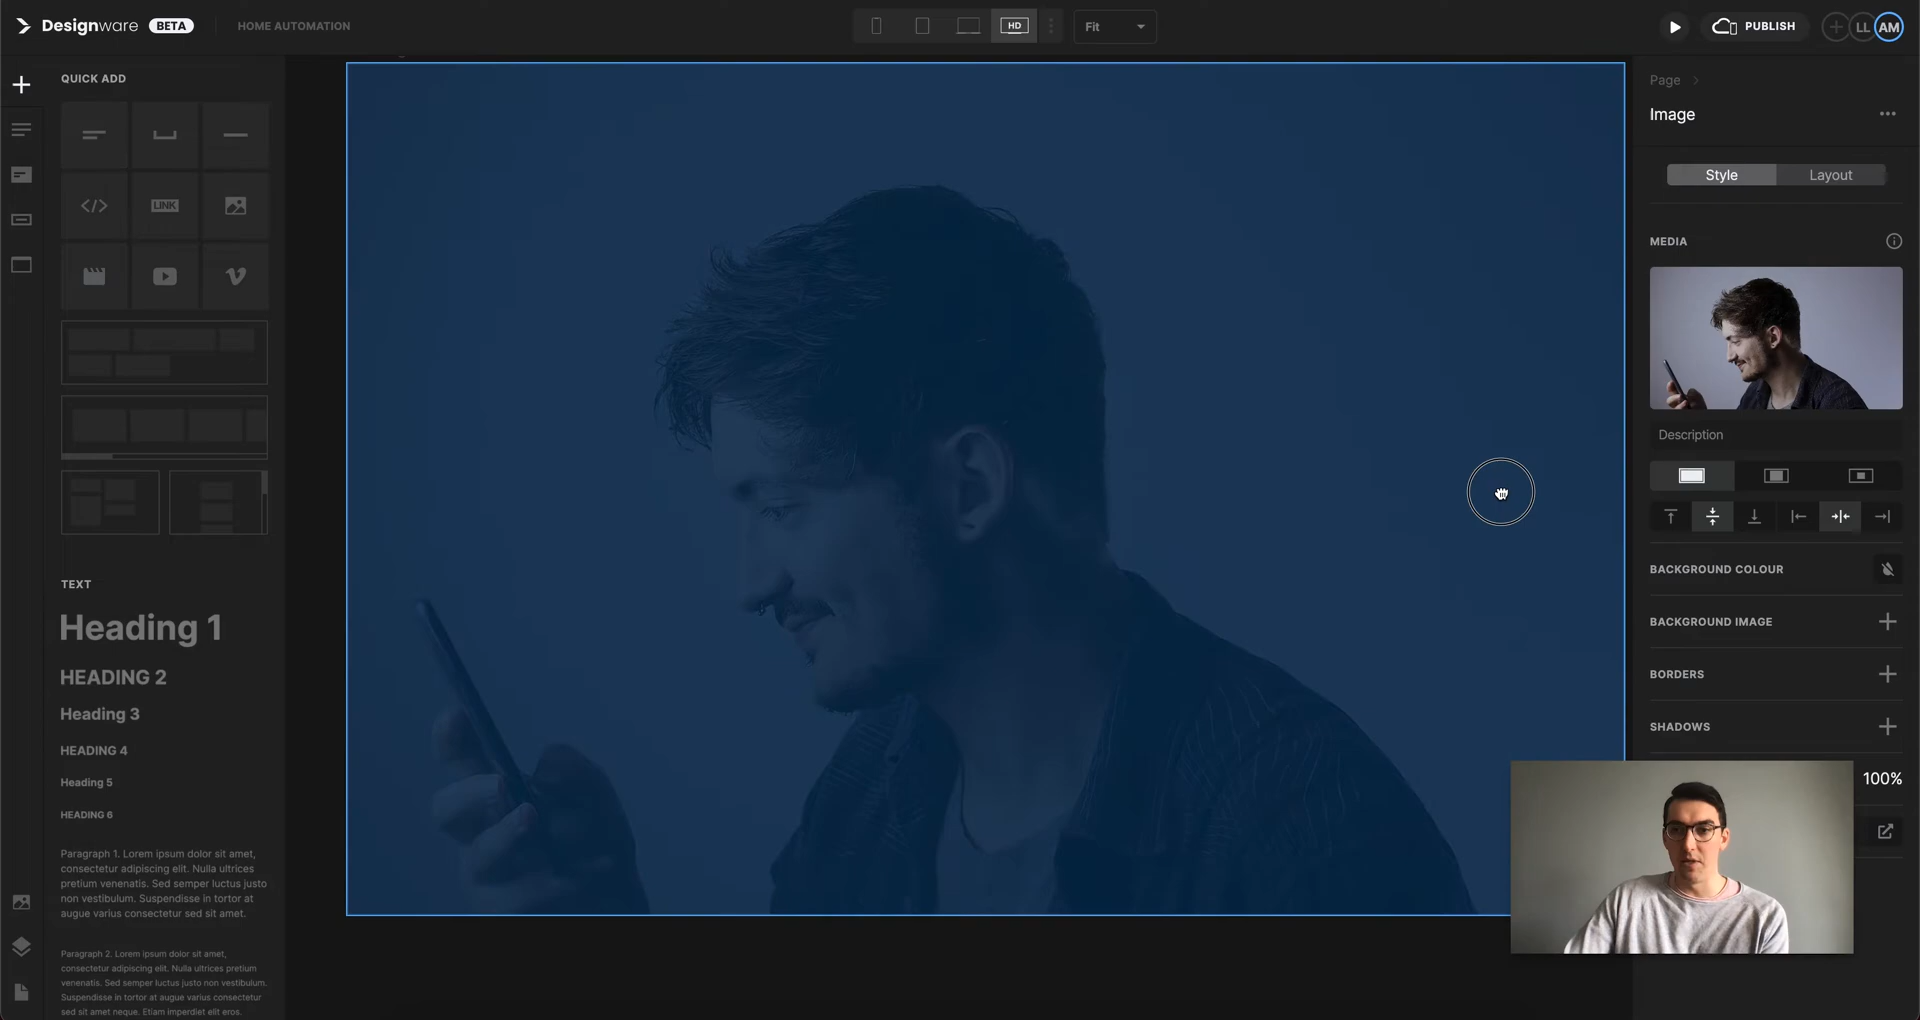 Designware BETA HOME AUTOMATION HD Fit PUBLISH LL AM
QUICK ADD
LINK
TEXT
Heading 1
HEADING 2
Heading 3
HEADING 4
Heading 5
HEADING 6
Paragraph 1. Lorem ipsum dolor sit amet,
consectetur adipiscing elit. Nulla ultrices
pretium venenatis. Sed semper luctus justo
non vestibulum. Suspendisse in tortor at
augue varius consectetur sed sit amet.
Paragraph 2. Lorem ipsum dolor sit amet,
consectetur adipiscing elit. Nulla ultrices pretium
venenatis. Sed semper luctus justo non vestibulum.
Suspendisse in tortor at augue varius consectetur
sed sit amet neque. Etiam imperdiet elit eros.
Page
Image
Style Layout
MEDIA
Description
BACKGROUND COLOUR
BACKGROUND IMAGE
BORDERS
SHADOWS
100%